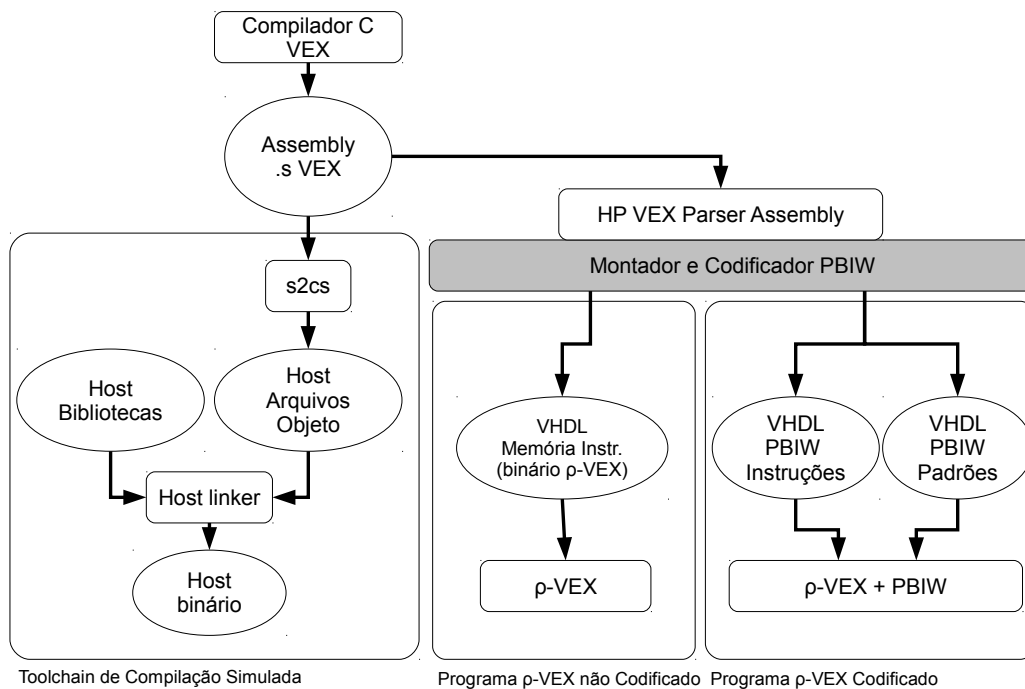 Compilador C
VEX
Assembly
.s VEX
HP VEX Parser Assembly
Montador e Codificador PBIW
s2cs
Host
Bibliotecas
Host
Arquivos
Objeto
Host linker
Host
binário
VHDL
Memória Instr.
(binário ρ-VEX)
ρ-VEX
VHDL
PBIW
Instruções
VHDL
PBIW
Padrões
ρ-VEX + PBIW
Toolchain de Compilação Simulada
Programa ρ-VEX não Codificado
Programa ρ-VEX Codificado